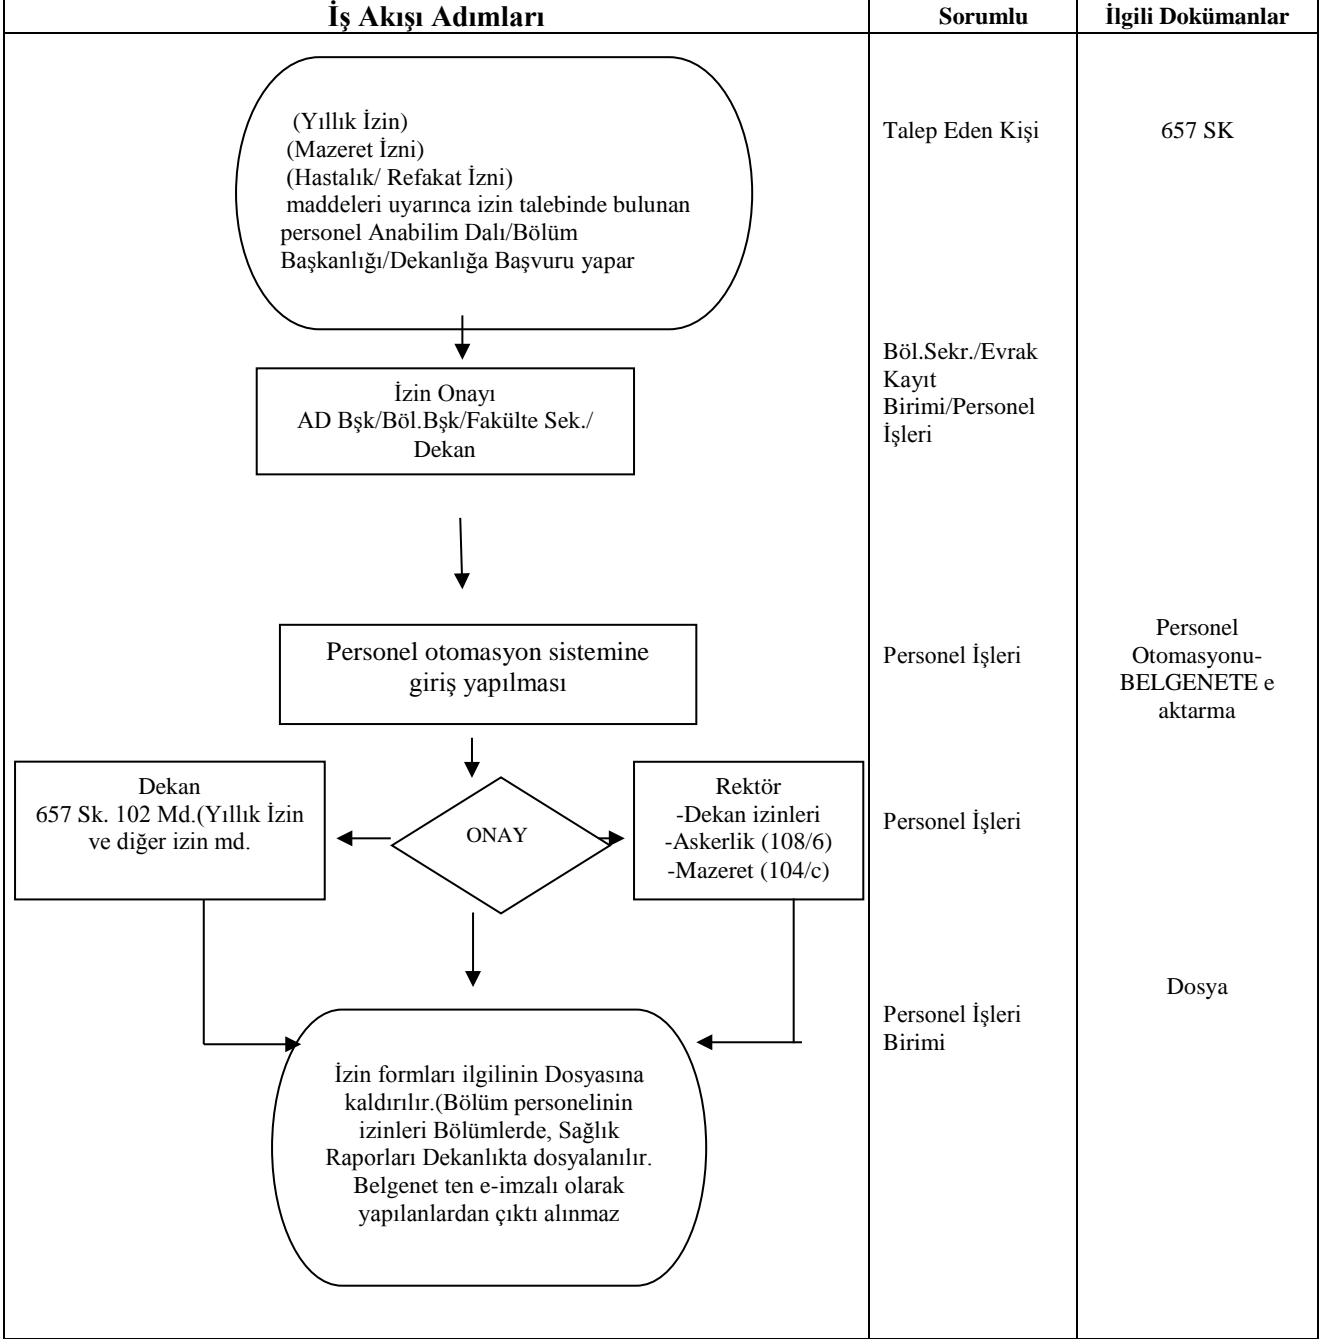 İş Akışı Adımları
Sorumlu
İlgili Dokümanlar
(Yıllık İzin)
(Mazeret İzni)
(Hastalık/ Refakat İzni)
maddeleri uyarınca izin talebinde bulunan
personel Anabilim Dalı/Bölüm
Başkanlığı/Dekanlığa Başvuru yapar
Talep Eden Kişi
657 SK
İzin Onayı
AD Bşk/Böl.Bşk/Fakülte Sek./
Dekan
Böl.Sekr./Evrak
Kayıt
Birimi/Personel
İşleri
Personel otomasyon sistemine
giriş yapılması
Personel İşleri
Personel
Otomasyonu-
BELGENETE e
aktarma
Dekan
657 Sk. 102 Md.(Yıllık İzin
ve diğer izin md.
ONAY
Rektör
-Dekan izinleri
-Askerlik (108/6)
-Mazeret (104/c)
Personel İşleri
İzin formları ilgilinin Dosyasına
kaldırılır.(Bölüm personelinin
izinleri Bölümlerde, Sağlık
Raporları Dekanlıkta dosyalanılır.
Belgenet ten e-imzalı olarak
yapılanlardan çıktı alınmaz
Personel İşleri
Birimi
Dosya